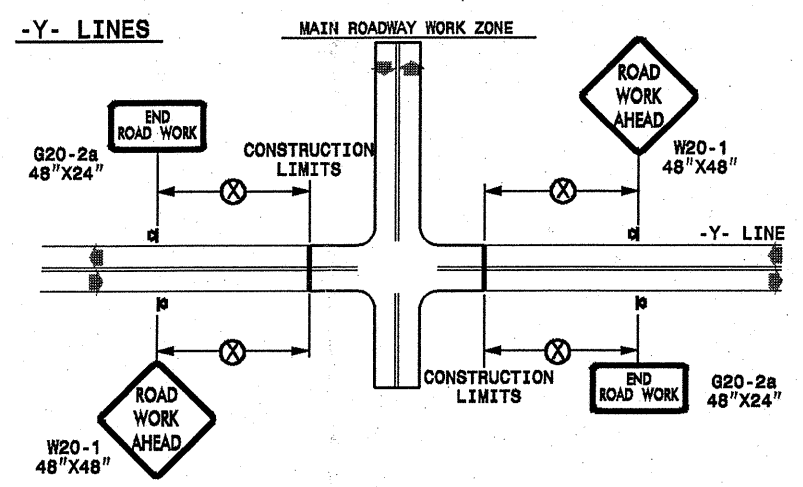 -Y- LINES
MAIN ROADWAY WORK ZONE
END
ROAD WORK
G20-2a
48"X24"
CONSTRUCTION
LIMITS
X
X
ROAD
WORK
AHEAD
W20-1
48"X48"
-Y- LINE
X
X
ROAD
WORK
AHEAD
W20-1
48"X48"
CONSTRUCTION
LIMITS
END
ROAD WORK
G20-2a
48"X24"